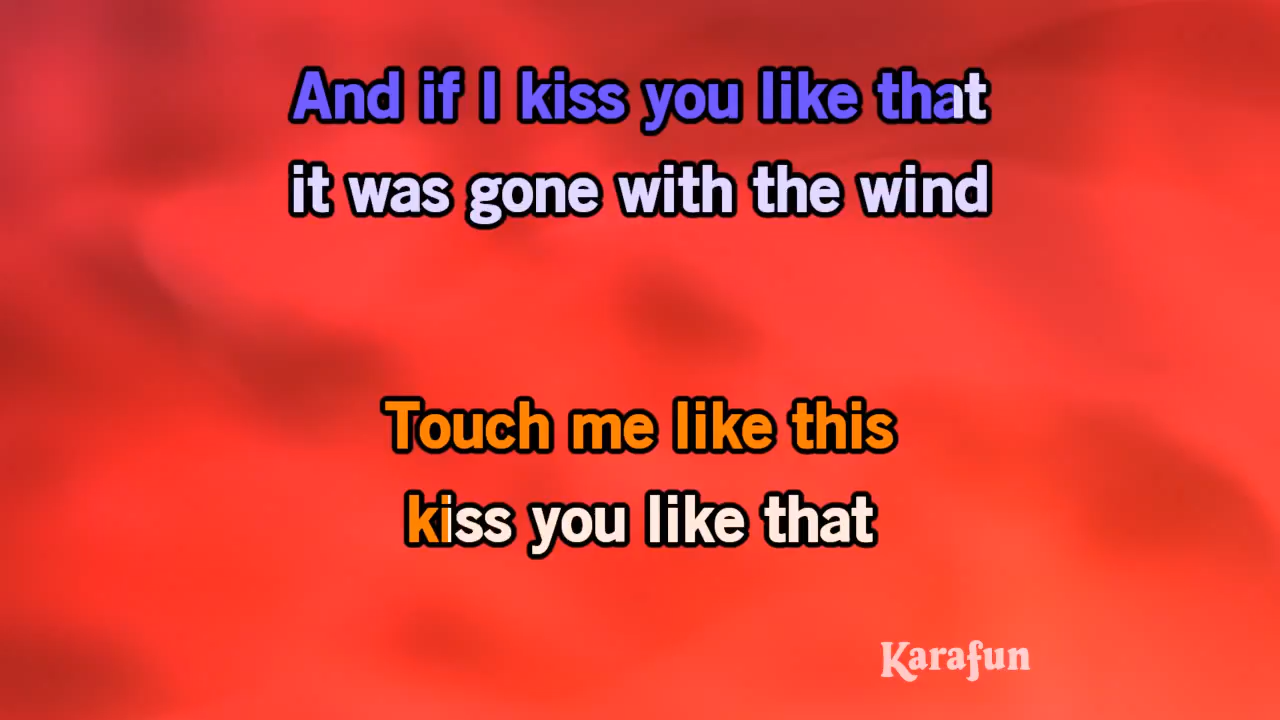 And if I kiss you like that
it was gone with the wind
Touch me like this
kiss you like that
Karafun